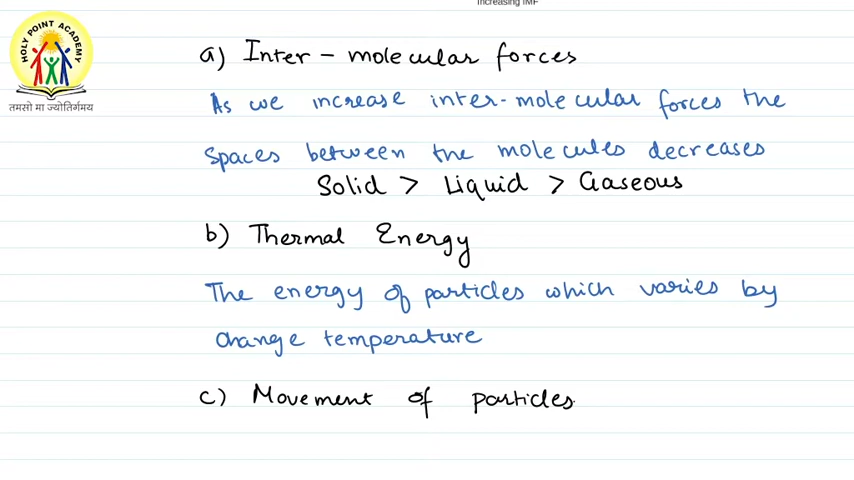 Increasing IMF
HOLY POINT ACADEMY
तमसो मा ज्योतिर्गमय
a) Inter-molecular forces
As we increase inter-molecular forces the
spaces between the molecules decreases
Solid > Liquid > Gaseous
b) Thermal Energy
The energy of particles which varies by
change temperature
c) Movement of particles